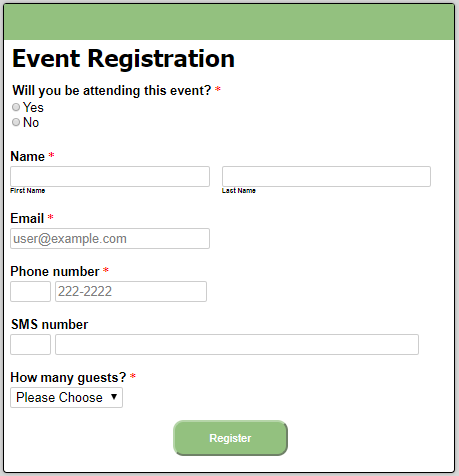 Event Registration
Will you be attending this event? *
Yes
No
Name *
First Name Last Name
Email *
user@example.com
Phone number *
222-2222
SMS number
How many guests? *
Please Choose
Register